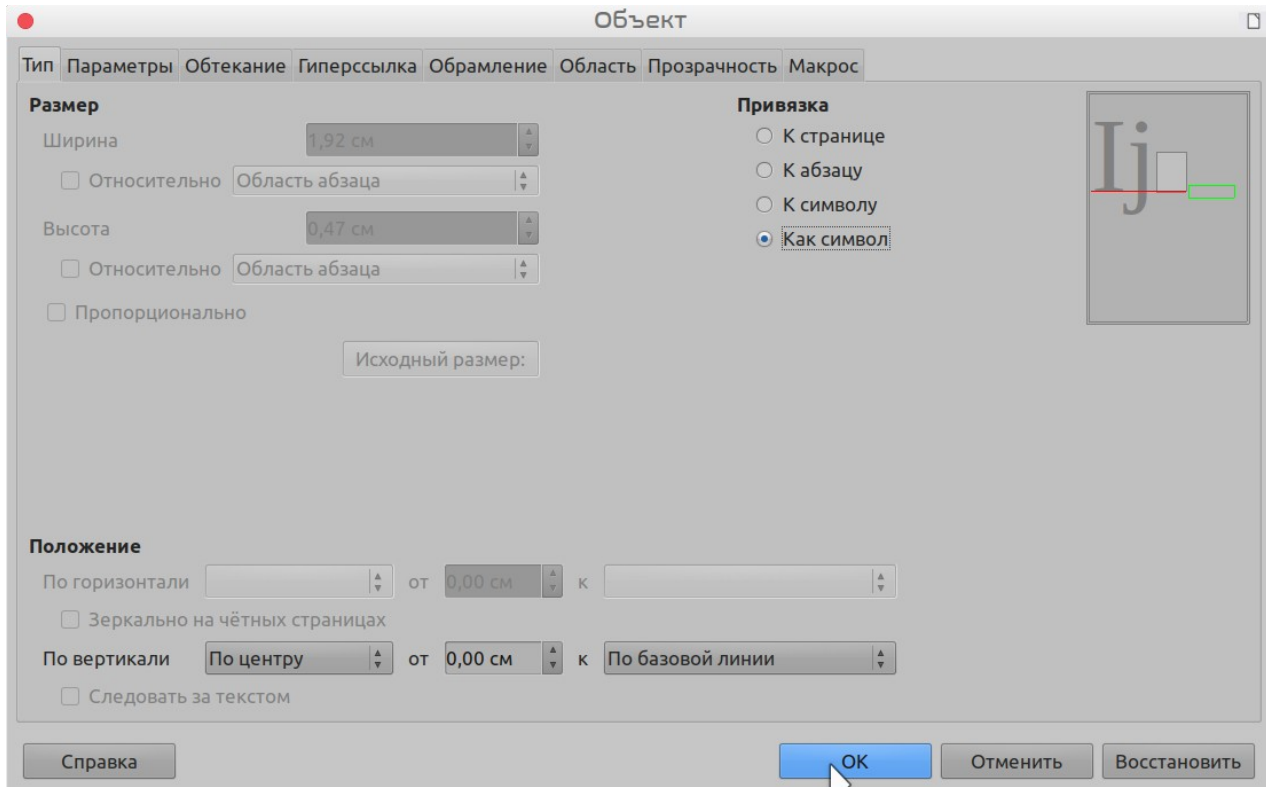 Объект
Тип Параметры Обтекание Гиперссылка Обрамление Область Прозрачность Макрос
Размер
Ширина 1,92 см
Относительно Область абзаца
Высота 0,47 см
Относительно Область абзаца
Пропорционально
Исходный размер:
Привязка
К странице
К абзацу
К символу
Как символ
Ij
Положение
По горизонтали от 0,00 см к
Зеркально на чётных страницах
По вертикали По центру от 0,00 см к По базовой линии
Следовать за текстом
Справка OK Отменить Восстановить